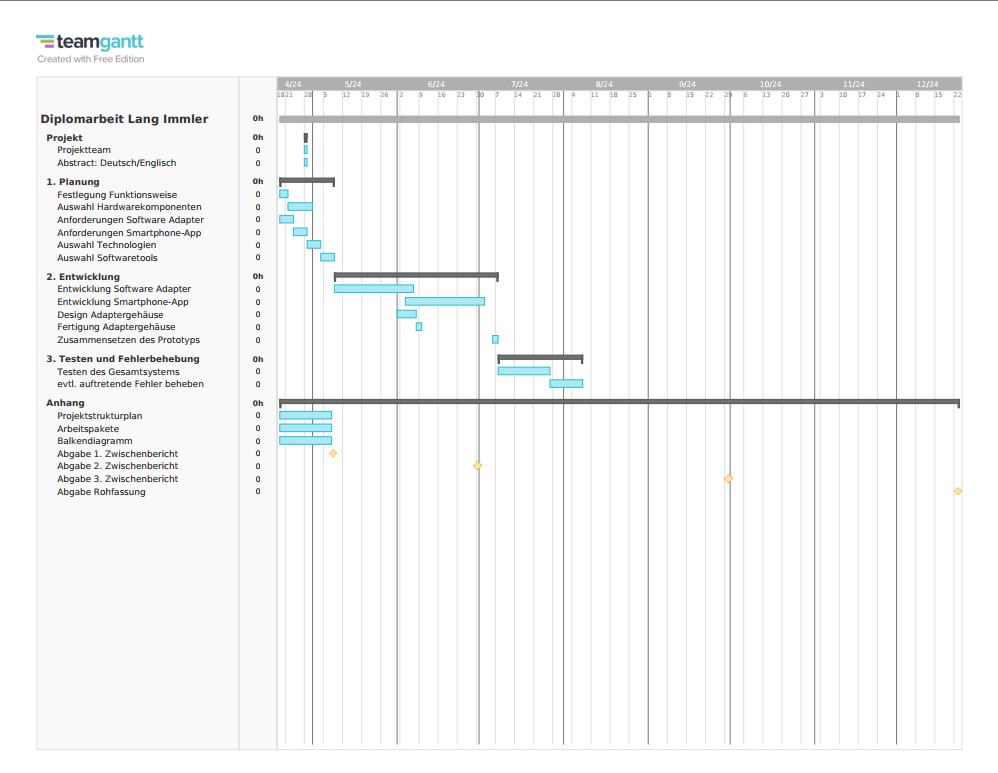 teamgantt
Created with Free Edition
4/24 5/24 6/24 7/24 8/24 9/24 10/24 11/24 12/24
18 21 28 5 12 19 26 2 9 16 23 30 7 14 21 28 4 11 18 25 1 8 15 22 29 6 13 20 27 3 10 17 24 1 8 15 22
Diplomarbeit Lang Immler 0h
Projekt 0h
Projektteam 0
Abstract: Deutsch/Englisch 0
1. Planung 0h
Festlegung Funktionsweise 0
Auswahl Hardwarekomponenten 0
Anforderungen Software Adapter 0
Anforderungen Smartphone-App 0
Auswahl Technologien 0
Auswahl Softwaretools 0
2. Entwicklung 0h
Entwicklung Software Adapter 0
Entwicklung Smartphone-App 0
Design Adaptergehäuse 0
Fertigung Adaptergehäuse 0
Zusammensetzen des Prototyps 0
3. Testen und Fehlerbehebung 0h
Testen des Gesamtsystems 0
evtl. auftretende Fehler beheben 0
Anhang 0h
Projektstrukturplan 0
Arbeitspakete 0
Balkendiagramm 0
Abgabe 1. Zwischenbericht 0
Abgabe 2. Zwischenbericht 0
Abgabe 3. Zwischenbericht 0
Abgabe Rohfassung 0